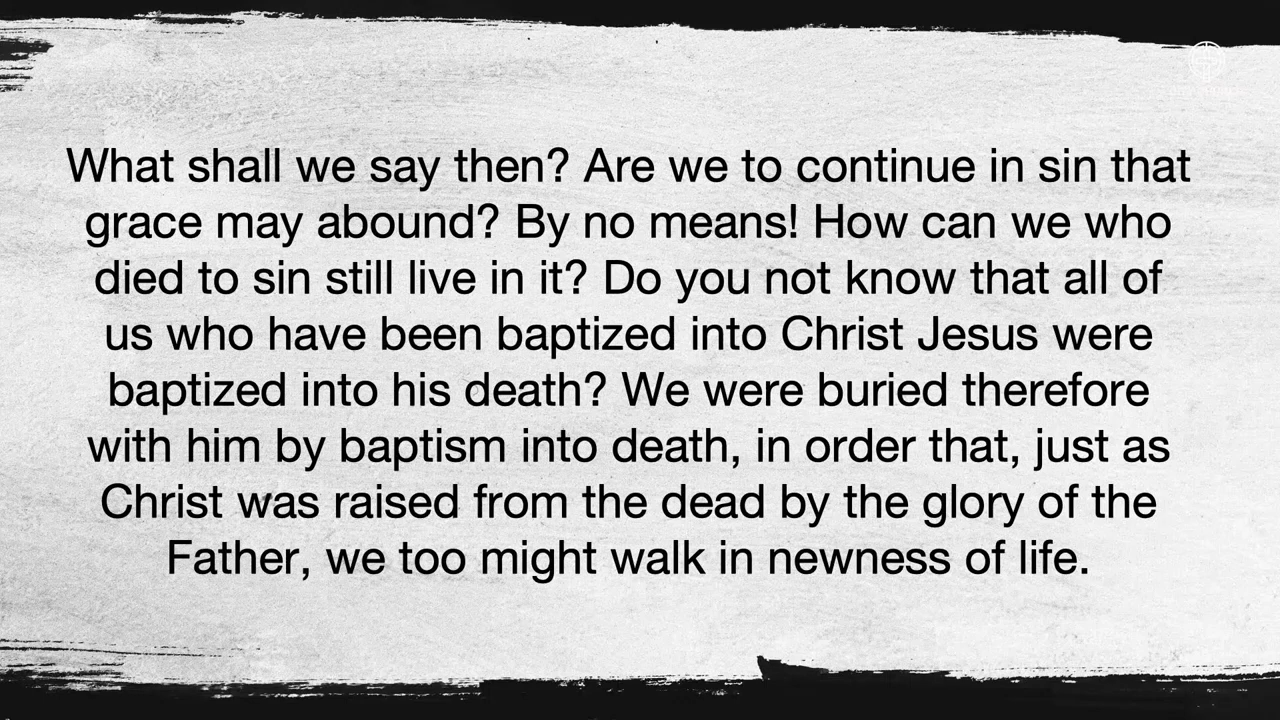 What shall we say then? Are we to continue in sin that
grace may abound? By no means! How can we who
died to sin still live in it? Do you not know that all of
us who have been baptized into Christ Jesus were
baptized into his death? We were buried therefore
with him by baptism into death, in order that, just as
Christ was raised from the dead by the glory of the
Father, we too might walk in newness of life.